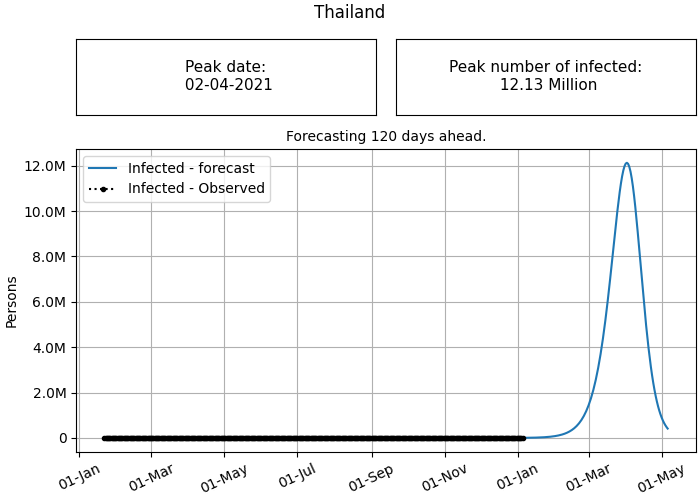 Thailand
Peak date:
02-04-2021
Peak number of infected:
12.13 Million
Forecasting 120 days ahead.
Infected - forecast
Infected - Observed
12.0M
10.0M
8.0M
6.0M
4.0M
2.0M
0
Persons
01-Jan
01-Mar
01-May
01-Jul
01-Sep
01-Nov
01-Jan
01-Mar
01-May